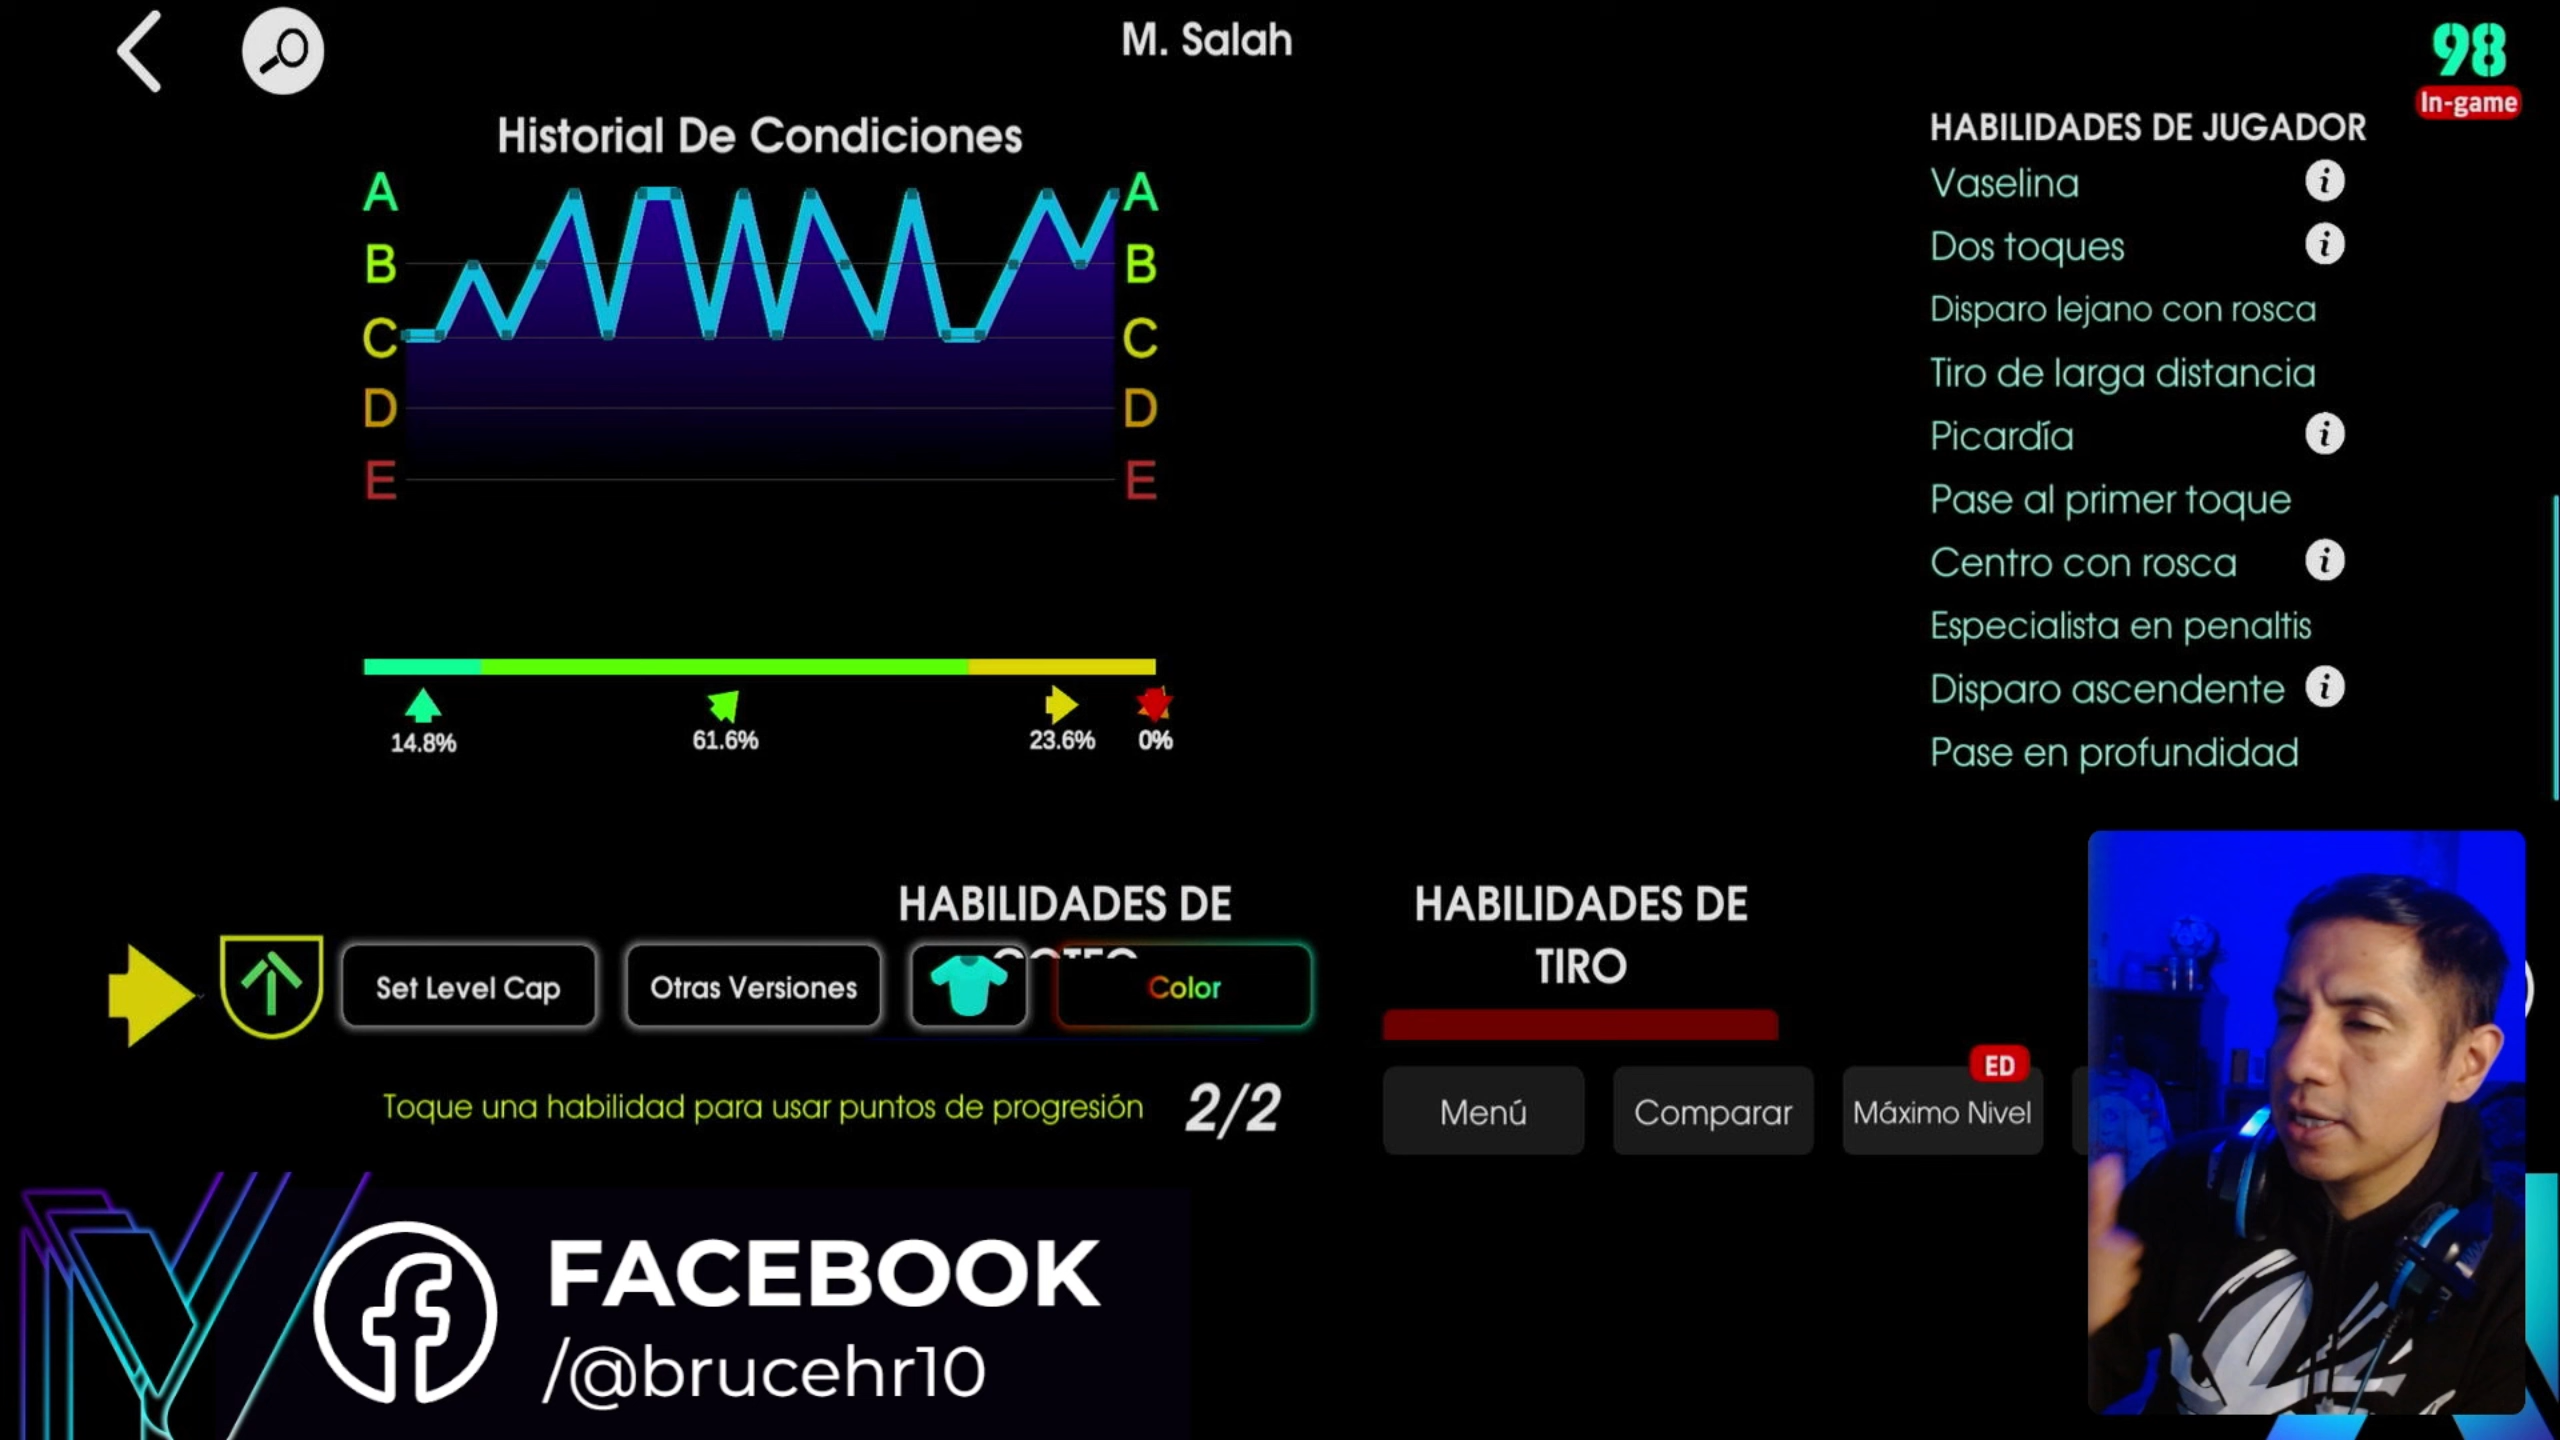 M. Salah
98
In-game
Historial De Condiciones
A
B
C
D
E
A
B
C
D
E
14.8%
61.6%
23.6%
0%
HABILIDADES DE JUGADOR
Vaselina
Dos toques
Disparo lejano con rosca
Tiro de larga distancia
Picardía
Pase al primer toque
Centro con rosca
Especialista en penaltis
Disparo ascendente
Pase en profundidad
HABILIDADES DE
HABILIDADES DE
TIRO
Set Level Cap
Otras Versiones
Color
Toque una habilidad para usar puntos de progresión
2/2
Menú
Comparar
Máximo Nivel
ED
FACEBOOK
/@brucehr10